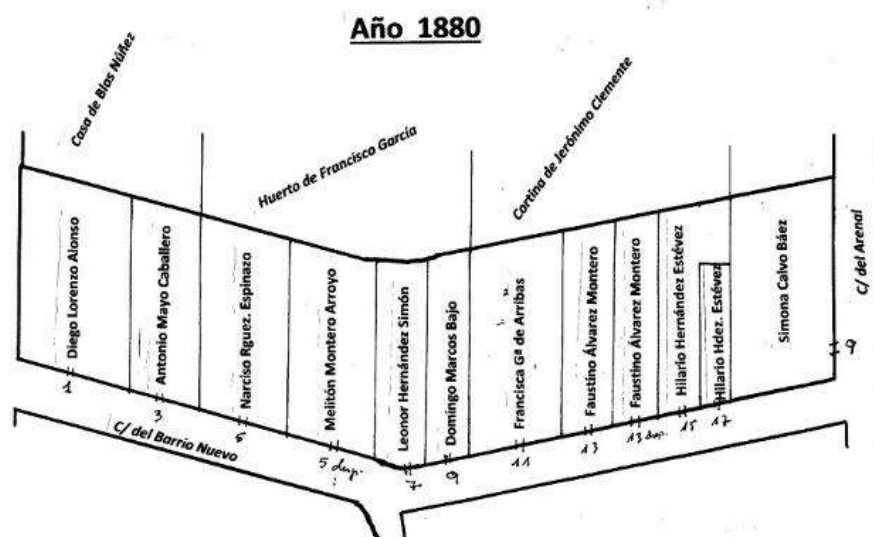 Año 1880
Casa de Blas Núñez
Huerto de Francisco García
Cortina de Jerónimo Clemente
Diego Lorenzo Alonso
Antonio Mayo Caballero
Narciso Rguez. Espinazo
Melitón Montero Arroyo
Leonor Hernández Simón
Domingo Marcos Bajo
Francisca Gª de Arribas
Faustino Álvarez Montero
Faustino Álvarez Montero
Hilario Hernández Estévez
Hilario Hdez. Estévez
Simona Calvo Báez
C/ del Arenal
9
1
3
5 dup.
7
9
11
13
13 dup.
15
17
C/ del Barrio Nuevo